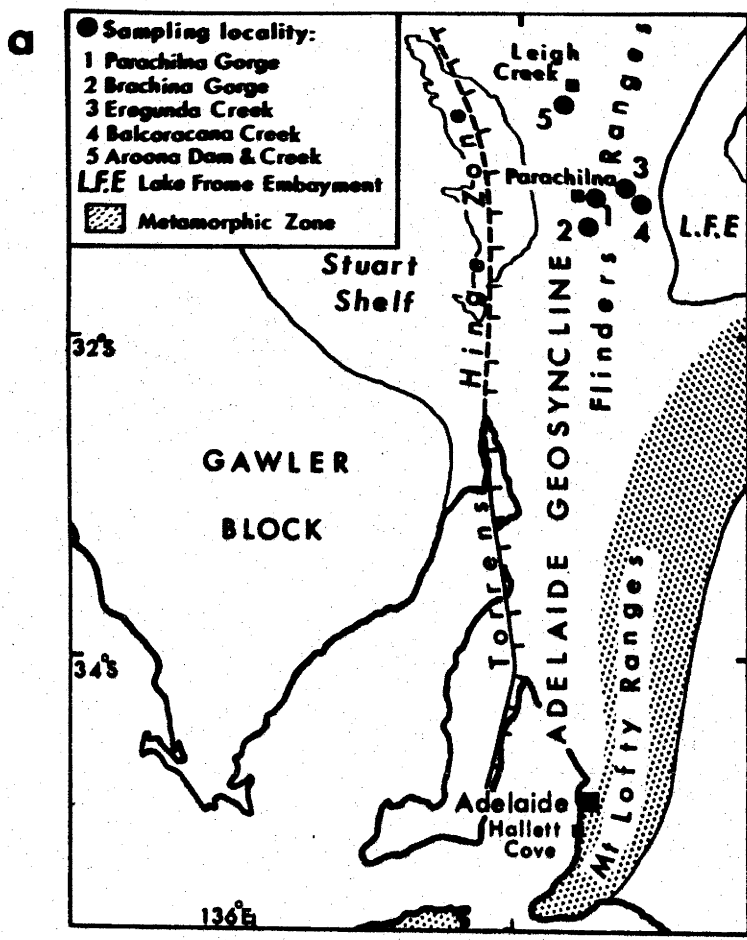 a
Sampling locality:
1 Parachilna Gorge
2 Brachina Gorge
3 Eregunda Creek
4 Balcoracana Creek
5 Aroona Dam & Creek
L.F.E Lake Frome Embayment
Metamorphic Zone
Leigh
Creek
5
Parachilna
1
2
3
4
L.F.E
Flinders Ranges
Stuart
Shelf
Torrens Hinge Zone
ADELAIDE GEOSYNCLINE
32°S
GAWLER
BLOCK
34°S
Mt Lofty Ranges
Adelaide
Hallett
Cove
136°E